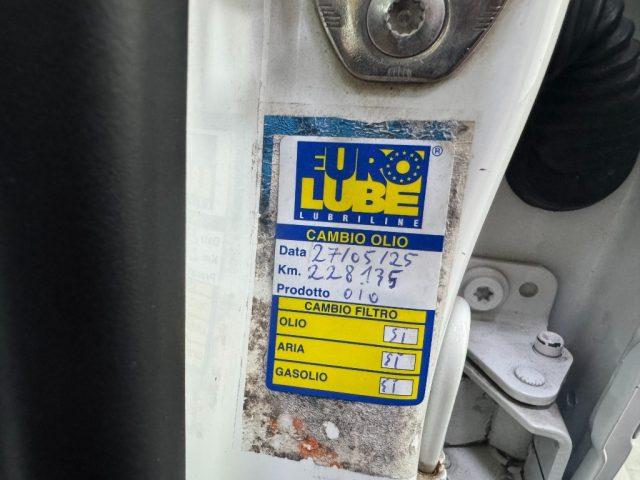 EURO
LUBE ®
LUBRILINE
CAMBIO OLIO
Data 27/05/25
Km. 228.135
Prodotto 010
CAMBIO FILTRO
OLIO SI
ARIA SI
GASOLIO SI